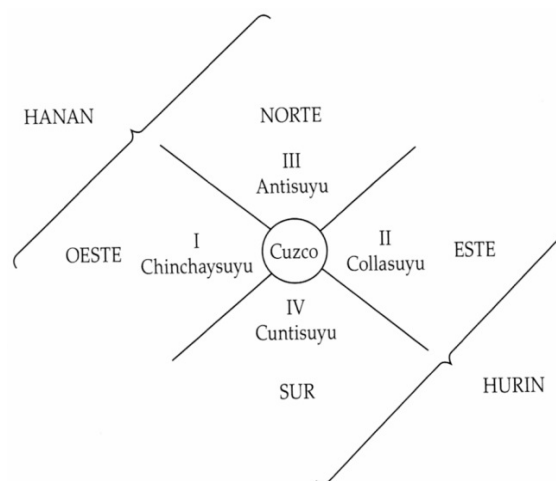 HANAN
NORTE
III
Antisuyu
OESTE
I
Chinchaysuyu
Cuzco
II
Collasuyu
ESTE
IV
Cuntisuyu
SUR
HURIN